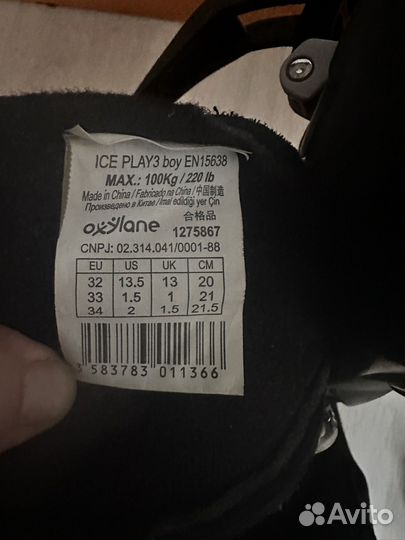 ICE PLAY3 boy EN15638
MAX.: 100Kg / 220 lb
Made in China / Fabricado na China / 中国制造
Произведено в Китае / Imal edildiği yer Çin
合格品
oxylane 1275867
CNPJ: 02.314.041/0001-88
EU US UK CM
32 13.5 13 20
33 1.5 1 21
34 2 1.5 21.5
3 583783 011366
Avito